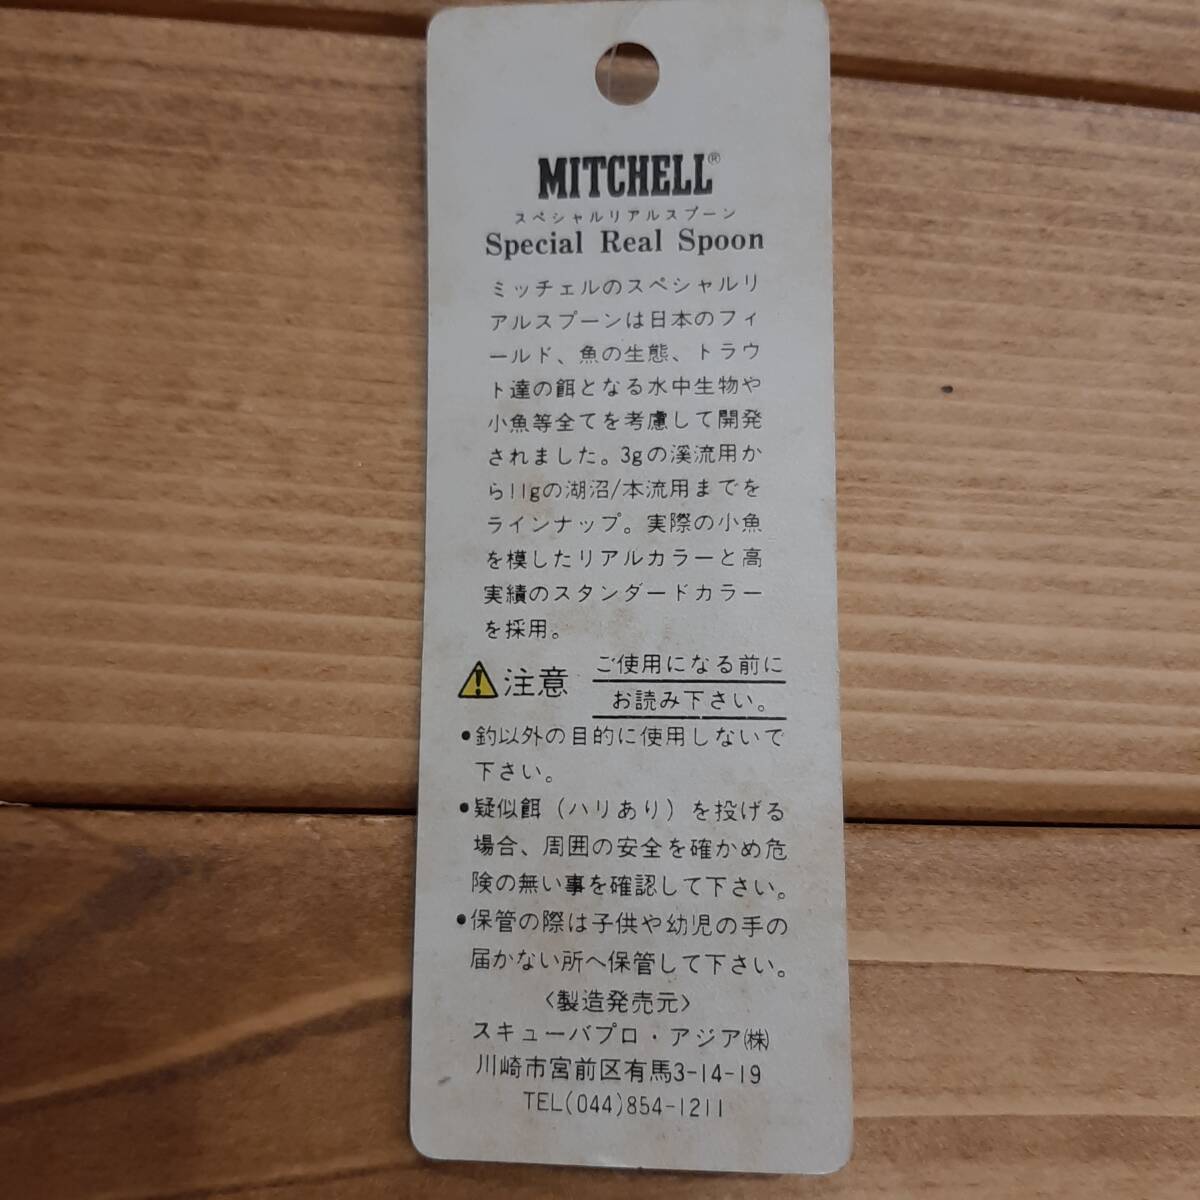 MITCHELL®
スペシャルリアルスプーン
Special Real Spoon
ミッチェルのスペシャルリ
アルスプーンは日本のフィ
ールド、魚の生態、トラウ
ト達の餌となる水中生物や
小魚等全てを考慮して開発
されました。3gの渓流用か
ら11gの湖沼/本流用までを
ラインナップ。実際の小魚
を模したリアルカラーと高
実績のスタンダードカラー
を採用。
注意 ご使用になる前に
お読み下さい。
•釣以外の目的に使用しないで
下さい。
•疑似餌(ハリあり)を投げる
場合、周囲の安全を確かめ危
険の無い事を確認して下さい。
•保管の際は子供や幼児の手の
届かない所へ保管して下さい。
〈製造発売元〉
スキューバプロ・アジア㈱
川崎市宮前区有馬3-14-19
TEL(044)854-1211